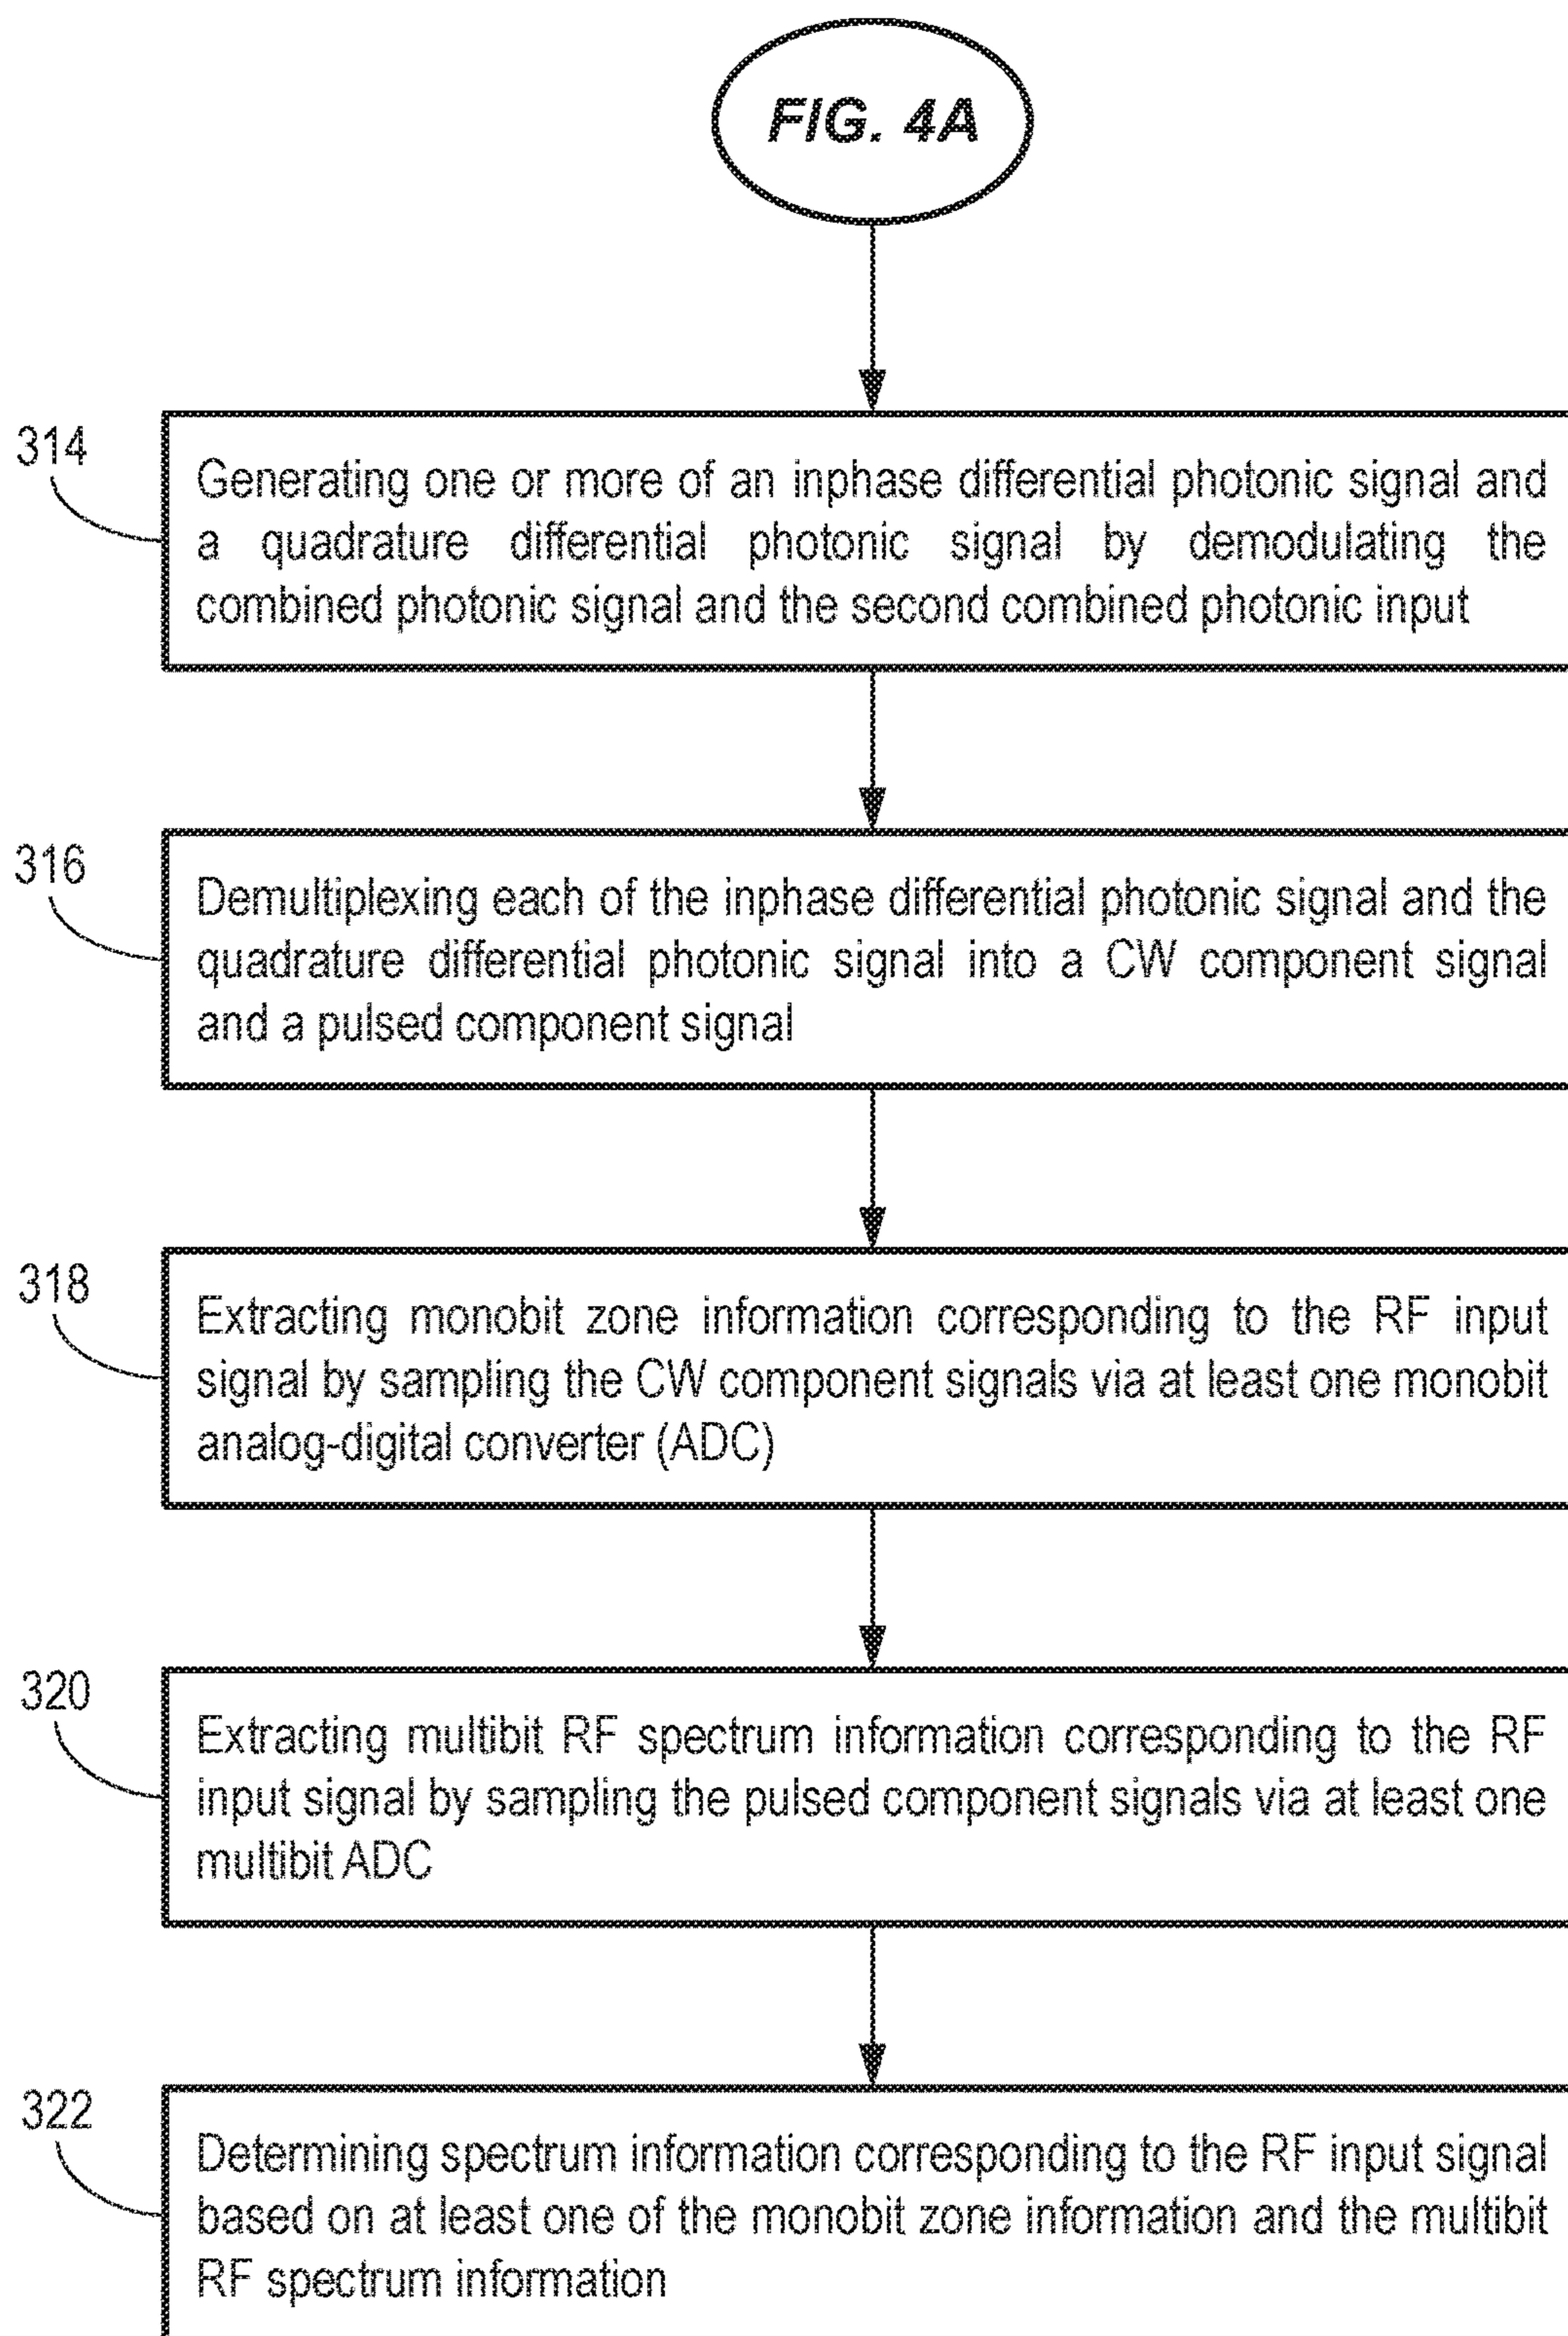 FIG. 4A
314
Generating one or more of an inphase differential photonic signal and
a quadrature differential photonic signal by demodulating the
combined photonic signal and the second combined photonic input
316
Demultiplexing each of the inphase differential photonic signal and the
quadrature differential photonic signal into a CW component signal
and a pulsed component signal
318
Extracting monobit zone information corresponding to the RF input
signal by sampling the CW component signals via at least one monobit
analog-digital converter (ADC)
320
Extracting multibit RF spectrum information corresponding to the RF
input signal by sampling the pulsed component signals via at least one
multibit ADC
322
Determining spectrum information corresponding to the RF input signal
based on at least one of the monobit zone information and the multibit
RF spectrum information